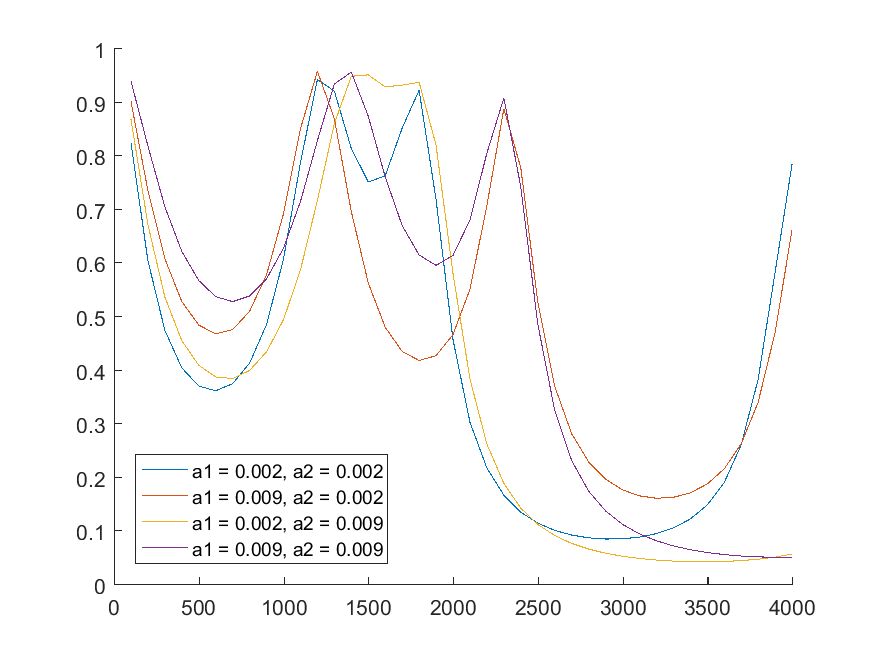 1
0.9
0.8
0.7
0.6
0.5
0.4
0.3
0.2
0.1
0
a1 = 0.002, a2 = 0.002
a1 = 0.009, a2 = 0.002
a1 = 0.002, a2 = 0.009
a1 = 0.009, a2 = 0.009
0 500 1000 1500 2000 2500 3000 3500 4000